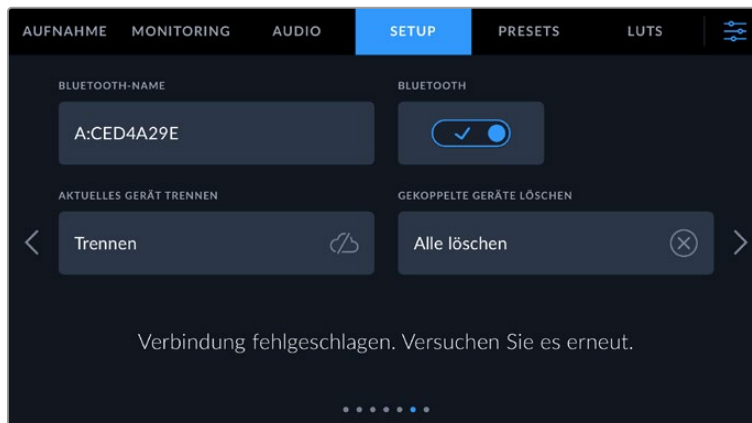 AUFNAHME MONITORING AUDIO SETUP PRESETS LUTS
BLUETOOTH-NAME BLUETOOTH
A:CED4A29E
AKTUELLES GERÄT TRENNEN GEKOPPELTE GERÄTE LÖSCHEN
Trennen Alle löschen
Verbindung fehlgeschlagen. Versuchen Sie es erneut.